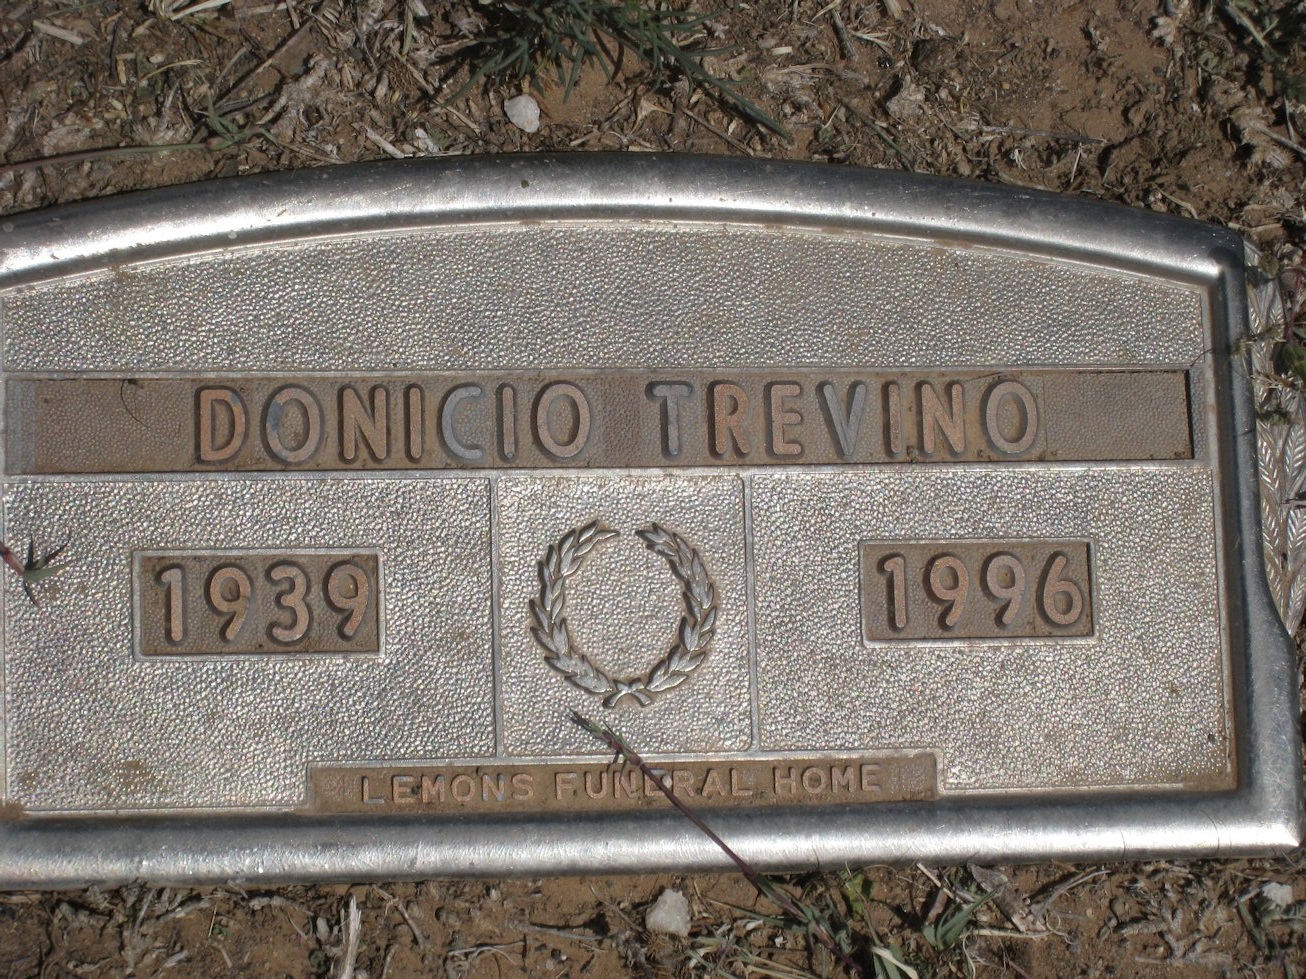 DONICIO TREVINO
1939 1996
LEMONS FUNERAL HOME